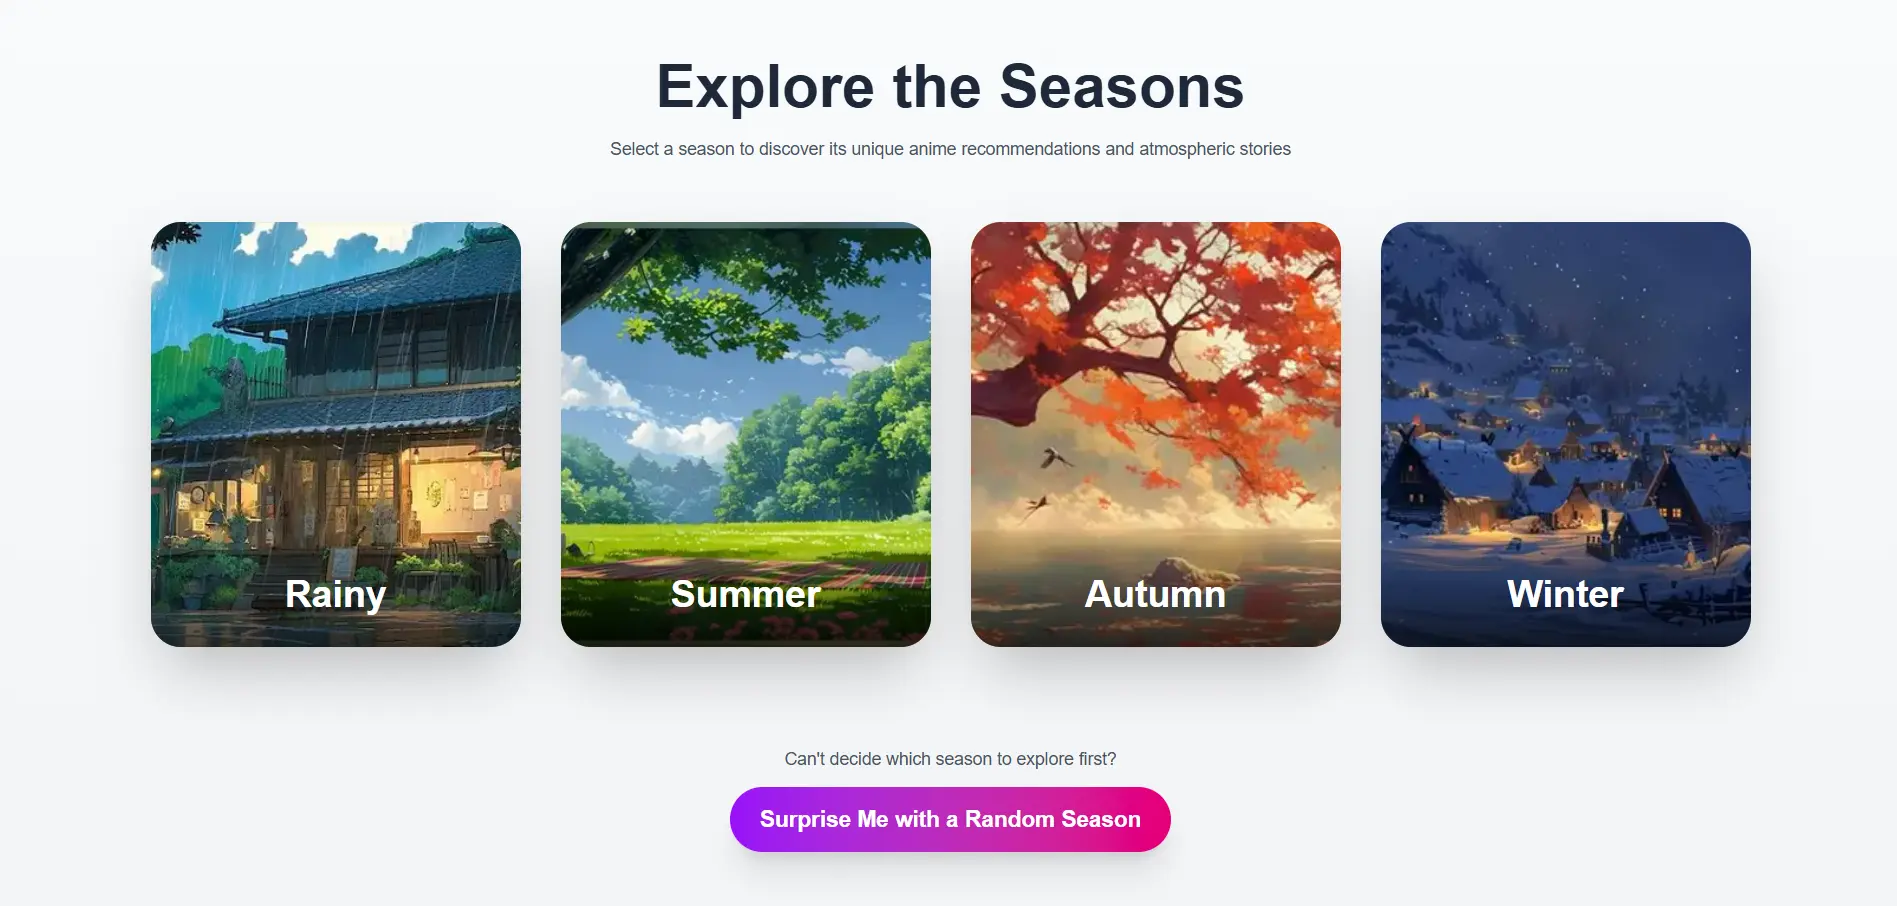 Explore the Seasons
Select a season to discover its unique anime recommendations and atmospheric stories
Rainy
Summer
Autumn
Winter
Can't decide which season to explore first?
Surprise Me with a Random Season